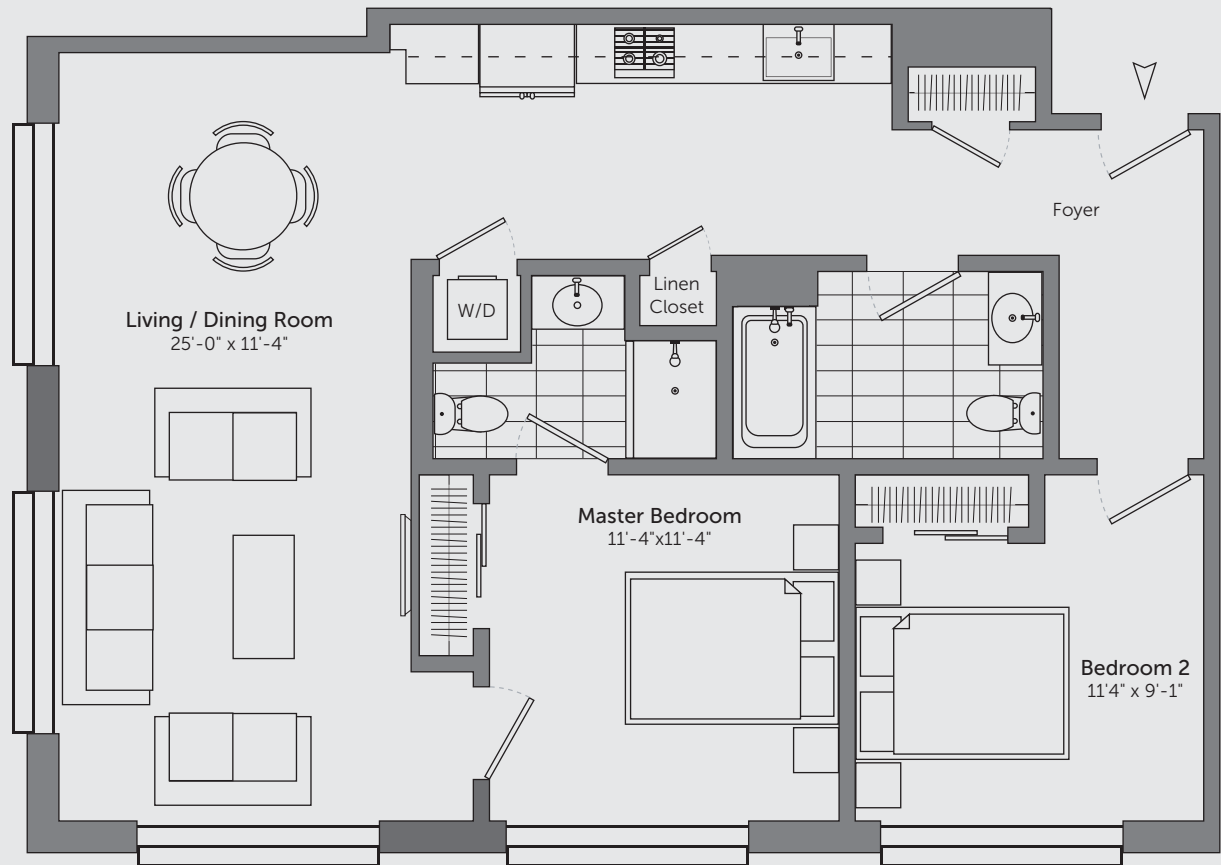 Foyer
Linen
Closet
W/D
Living / Dining Room
25'-0" x 11'-4"
Master Bedroom
11'-4"x11'-4"
Bedroom 2
11'4" x 9'-1"